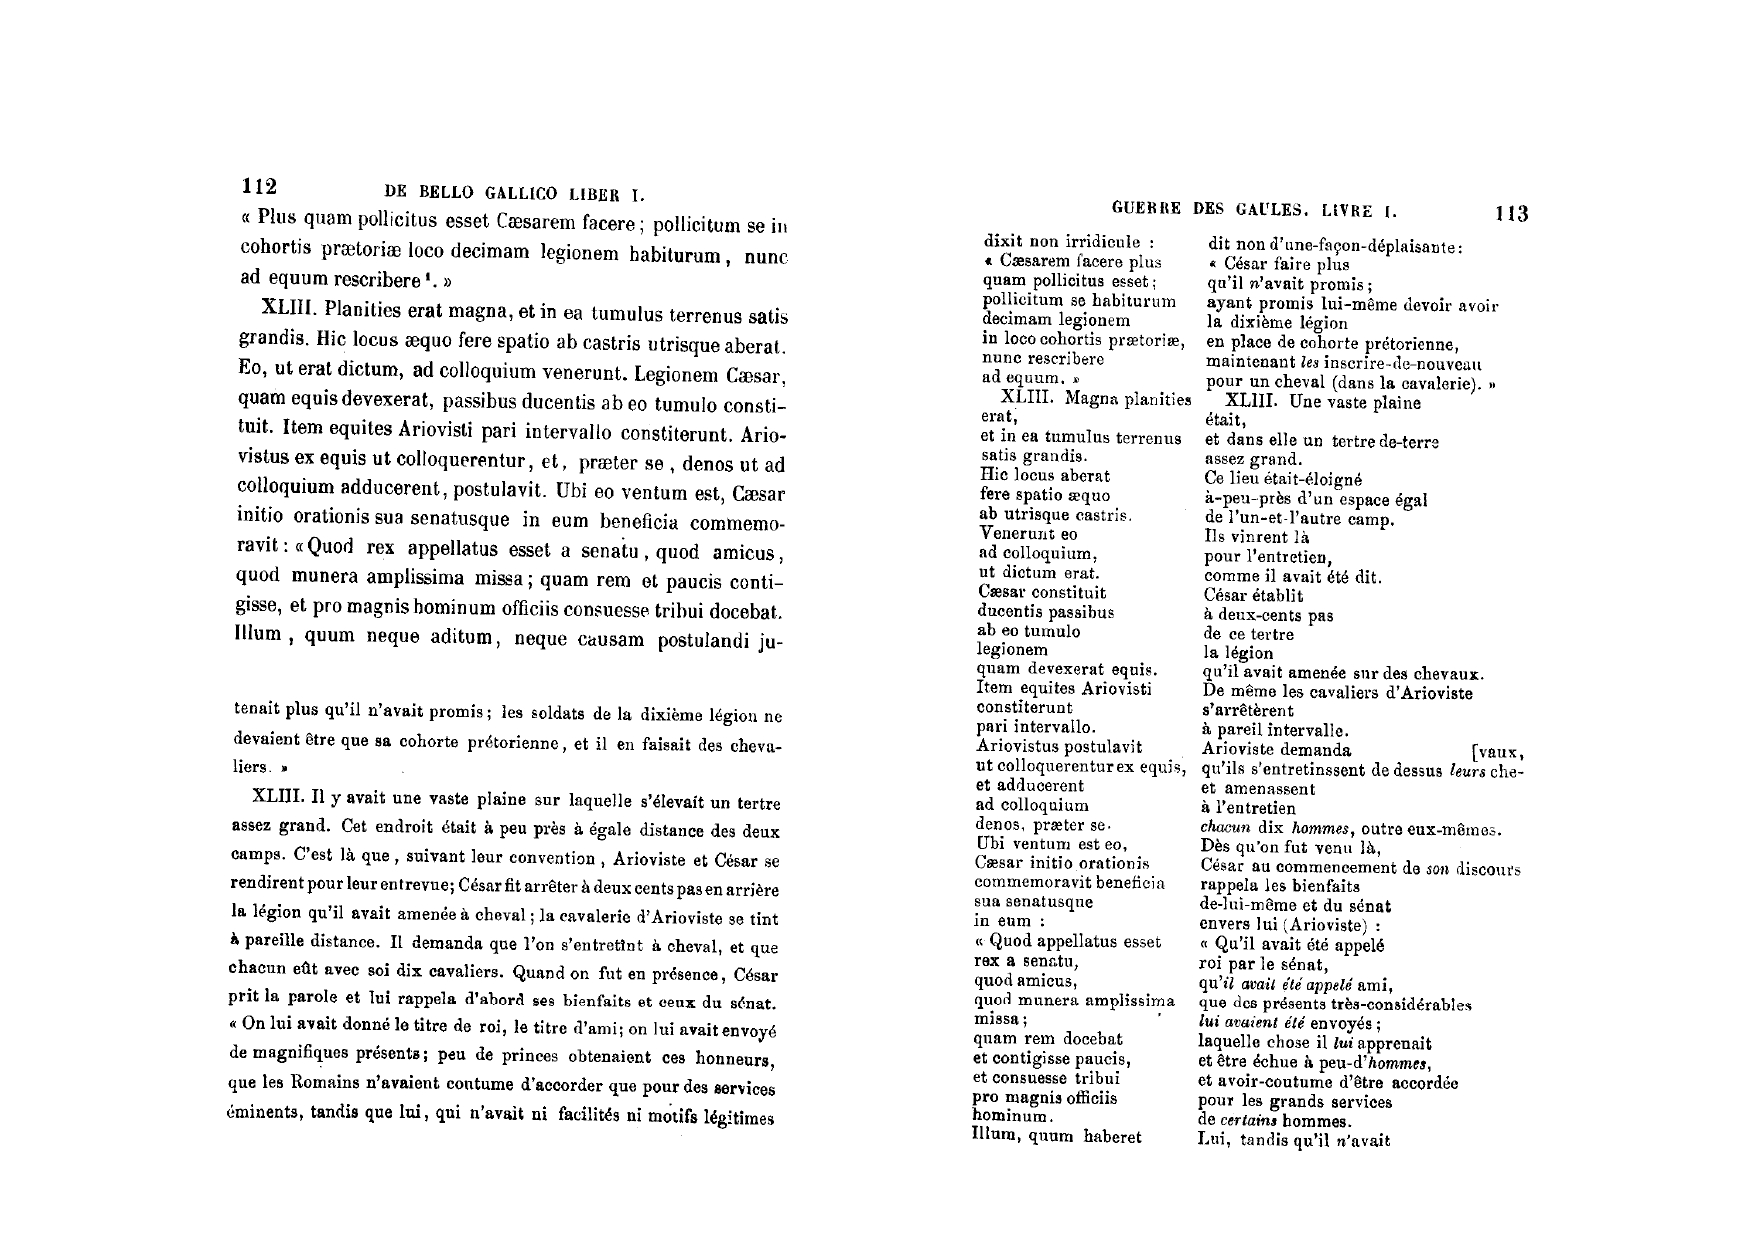 112
DE BELLO GALLICO LIBER I.
« Plus quam pollicitus esset Cæsarem facere ; pollicitum se in
cohortis prætoriæ loco decimam legionem habiturum , nunc
ad equum rescribere ¹. »
XLIII. Planities erat magna, et in ea tumulus terrenus satis
grandis. Hic locus æquo fere spatio ab castris utrisque aberat.
Eo, ut erat dictum, ad colloquium venerunt. Legionem Cæsar,
quam equis devexerat, passibus ducentis ab eo tumulo consti-
tuit. Item equites Ariovisti pari intervallo constiterunt. Ario-
vistus ex equis ut colloquerentur, et, præter se , denos ut ad
colloquium adducerent, postulavit. Ubi eo ventum est, Cæsar
initio orationis sua senatusque in eum beneficia commemo-
ravit : « Quod rex appellatus esset a senatu , quod amicus ,
quod munera amplissima missa ; quam rem et paucis conti-
gisse, et pro magnis hominum officiis consuesse tribui docebat.
Illum , quum neque aditum, neque causam postulandi ju-
tenait plus qu'il n'avait promis ; les soldats de la dixième légion ne
devaient être que sa cohorte prétorienne , et il en faisait des cheva-
liers. »
XLIII. Il y avait une vaste plaine sur laquelle s'élevait un tertre
assez grand. Cet endroit était à peu près à égale distance des deux
camps. C'est là que , suivant leur convention , Arioviste et César se
rendirent pour leur entrevue; César fit arrêter à deux cents pas en arrière
la légion qu'il avait amenée à cheval ; la cavalerie d'Arioviste se tint
à pareille distance. Il demanda que l'on s'entretînt à cheval, et que
chacun eût avec soi dix cavaliers. Quand on fut en présence, César
prit la parole et lui rappela d'abord ses bienfaits et ceux du sénat.
« On lui avait donné le titre de roi, le titre d'ami; on lui avait envoyé
de magnifiques présents ; peu de princes obtenaient ces honneurs,
que les Romains n'avaient coutume d'accorder que pour des services
éminents, tandis que lui , qui n'avait ni facilités ni motifs légitimes
GUERRE DES GAULES. LIVRE I.
113
dixit non irridicule :
« Cæsarem facere plus
quam pollicitus esset ;
pollicitum se habiturum
decimam legionem
in loco cohortis prætoriæ,
nunc rescribere
ad equum. »
XLIII. Magna planities
erat,
et in ea tumulus terrenus
satis grandis.
Hic locus aberat
fere spatio æquo
ab utrisque castris.
Venerunt eo
ad colloquium,
ut dictum erat.
Cæsar constituit
ducentis passibus
ab eo tumulo
legionem
quam devexerat equis.
Item equites Ariovisti
constiterunt
pari intervallo.
Ariovistus postulavit
ut colloquerentur ex equis,
et adducerent
ad colloquium
denos, præter se.
Ubi ventum est eo,
Cæsar initio orationis
commemoravit beneficia
sua senatusque
in eum :
« Quod appellatus esset
rex a senatu,
quod amicus,
quod munera amplissima
missa ;
quam rem docebat
et contigisse paucis,
et consuesse tribui
pro magnis officiis
hominum.
Illum, quum haberet
dit non d'une-façon-déplaisante :
« César faire plus
qu'il n'avait promis ;
ayant promis lui-même devoir avoir
la dixième légion
en place de cohorte prétorienne,
maintenant les inscrire-de-nouveau
pour un cheval (dans la cavalerie). »
XLIII. Une vaste plaine
était,
et dans elle un tertre de-terre
assez grand.
Ce lieu était-éloigné
à-peu-près d'un espace égal
de l'un-et-l'autre camp.
Ils vinrent là
pour l'entretien,
comme il avait été dit.
César établit
à deux-cents pas
de ce tertre
la légion
qu'il avait amenée sur des chevaux.
De même les cavaliers d'Arioviste
s'arrêtèrent
à pareil intervalle.
Arioviste demanda [vaux,
qu'ils s'entretinssent de dessus leurs che-
et amenassent
à l'entretien
chacun dix hommes, outre eux-mêmes.
Dès qu'on fut venu là,
César au commencement de son discours
rappela les bienfaits
de-lui-même et du sénat
envers lui (Arioviste) :
« Qu'il avait été appelé
roi par le sénat,
qu'il avait été appelé ami,
que des présents très-considérables
lui avaient été envoyés ;
laquelle chose il lui apprenait
et être échue à peu-d'hommes,
et avoir-coutume d'être accordée
pour les grands services
de certains hommes.
Lui, tandis qu'il n'avait